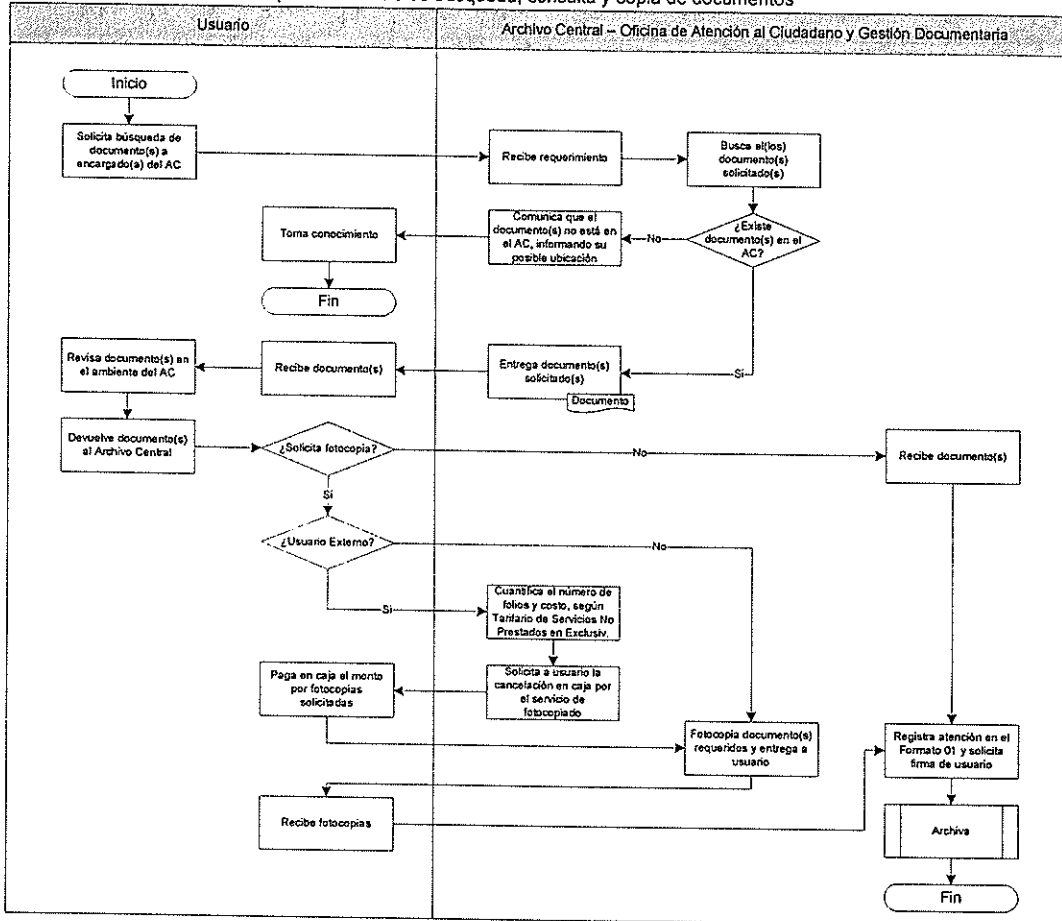 búsqueda, consulta y copia de documentos
Usuario
Archivo Central – Oficina de Atención al Ciudadano y Gestión Documentaria
Inicio
Solicita búsqueda de
documento(s) a
encargado(a) del AC
Recibe requerimiento
Busca el(los)
documento(s)
solicitado(s)
¿Existe
documento(s) en el
AC?
No
Comunica que el
documento(s) no está en
el AC, informando su
posible ubicación
Toma conocimiento
Fin
Si
Entrega documento(s)
solicitado(s)
Documento
Recibe documento(s)
Revisa documento(s) en
el ambiente del AC
Devuelve documento(s)
al Archivo Central
¿Solicita fotocopia?
No
Recibe documento(s)
Si
¿Usuario Externo?
No
Si
Cuantifica el número de
folios y costo, según
Tarifario de Servicios No
Prestados en Exclusiv.
Solicita a usuario la
cancelación en caja por
el servicio de
fotocopiado
Paga en caja el monto
por fotocopias
solicitadas
Fotocopia documento(s)
requeridos y entrega a
usuario
Registra atención en el
Formato 01 y solicita
firma de usuario
Recibe fotocopias
Archiva
Fin